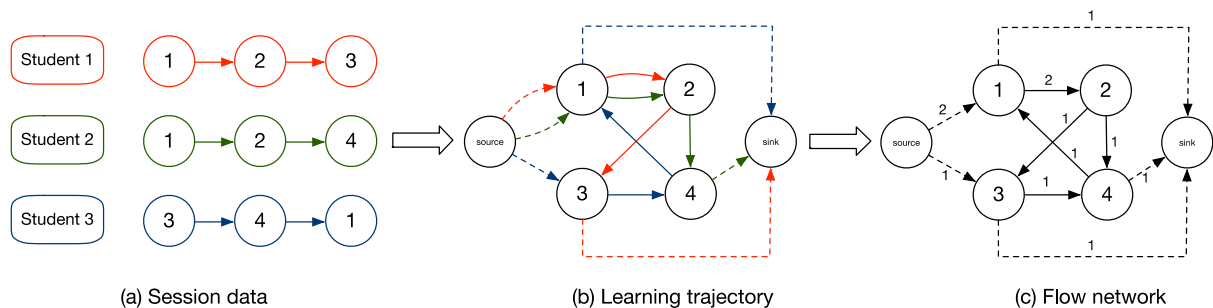 Student 1
1 2 3
Student 2
1 2 4
Student 3
3 4 1
(a) Session data
1 2
source
sink
3 4
(b) Learning trajectory
1
1 2 2
2
1
source
1
1
sink
1
1
1
3 1 4
1
(c) Flow network